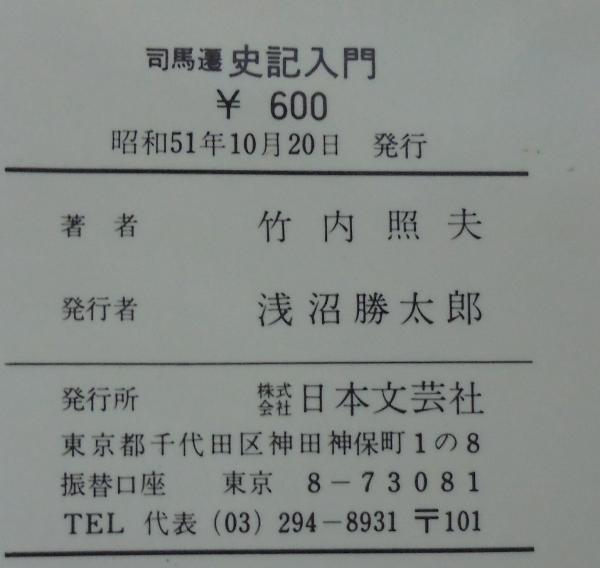 司馬遷 史記入門
￥ 600
昭和51年10月20日 発行
著者 竹内照夫
発行者 浅沼勝太郎
発行所 株式会社 日本文芸社
東京都千代田区神田神保町1の8
振替口座 東京 8-73081
TEL 代表 (03) 294-8931 〒101